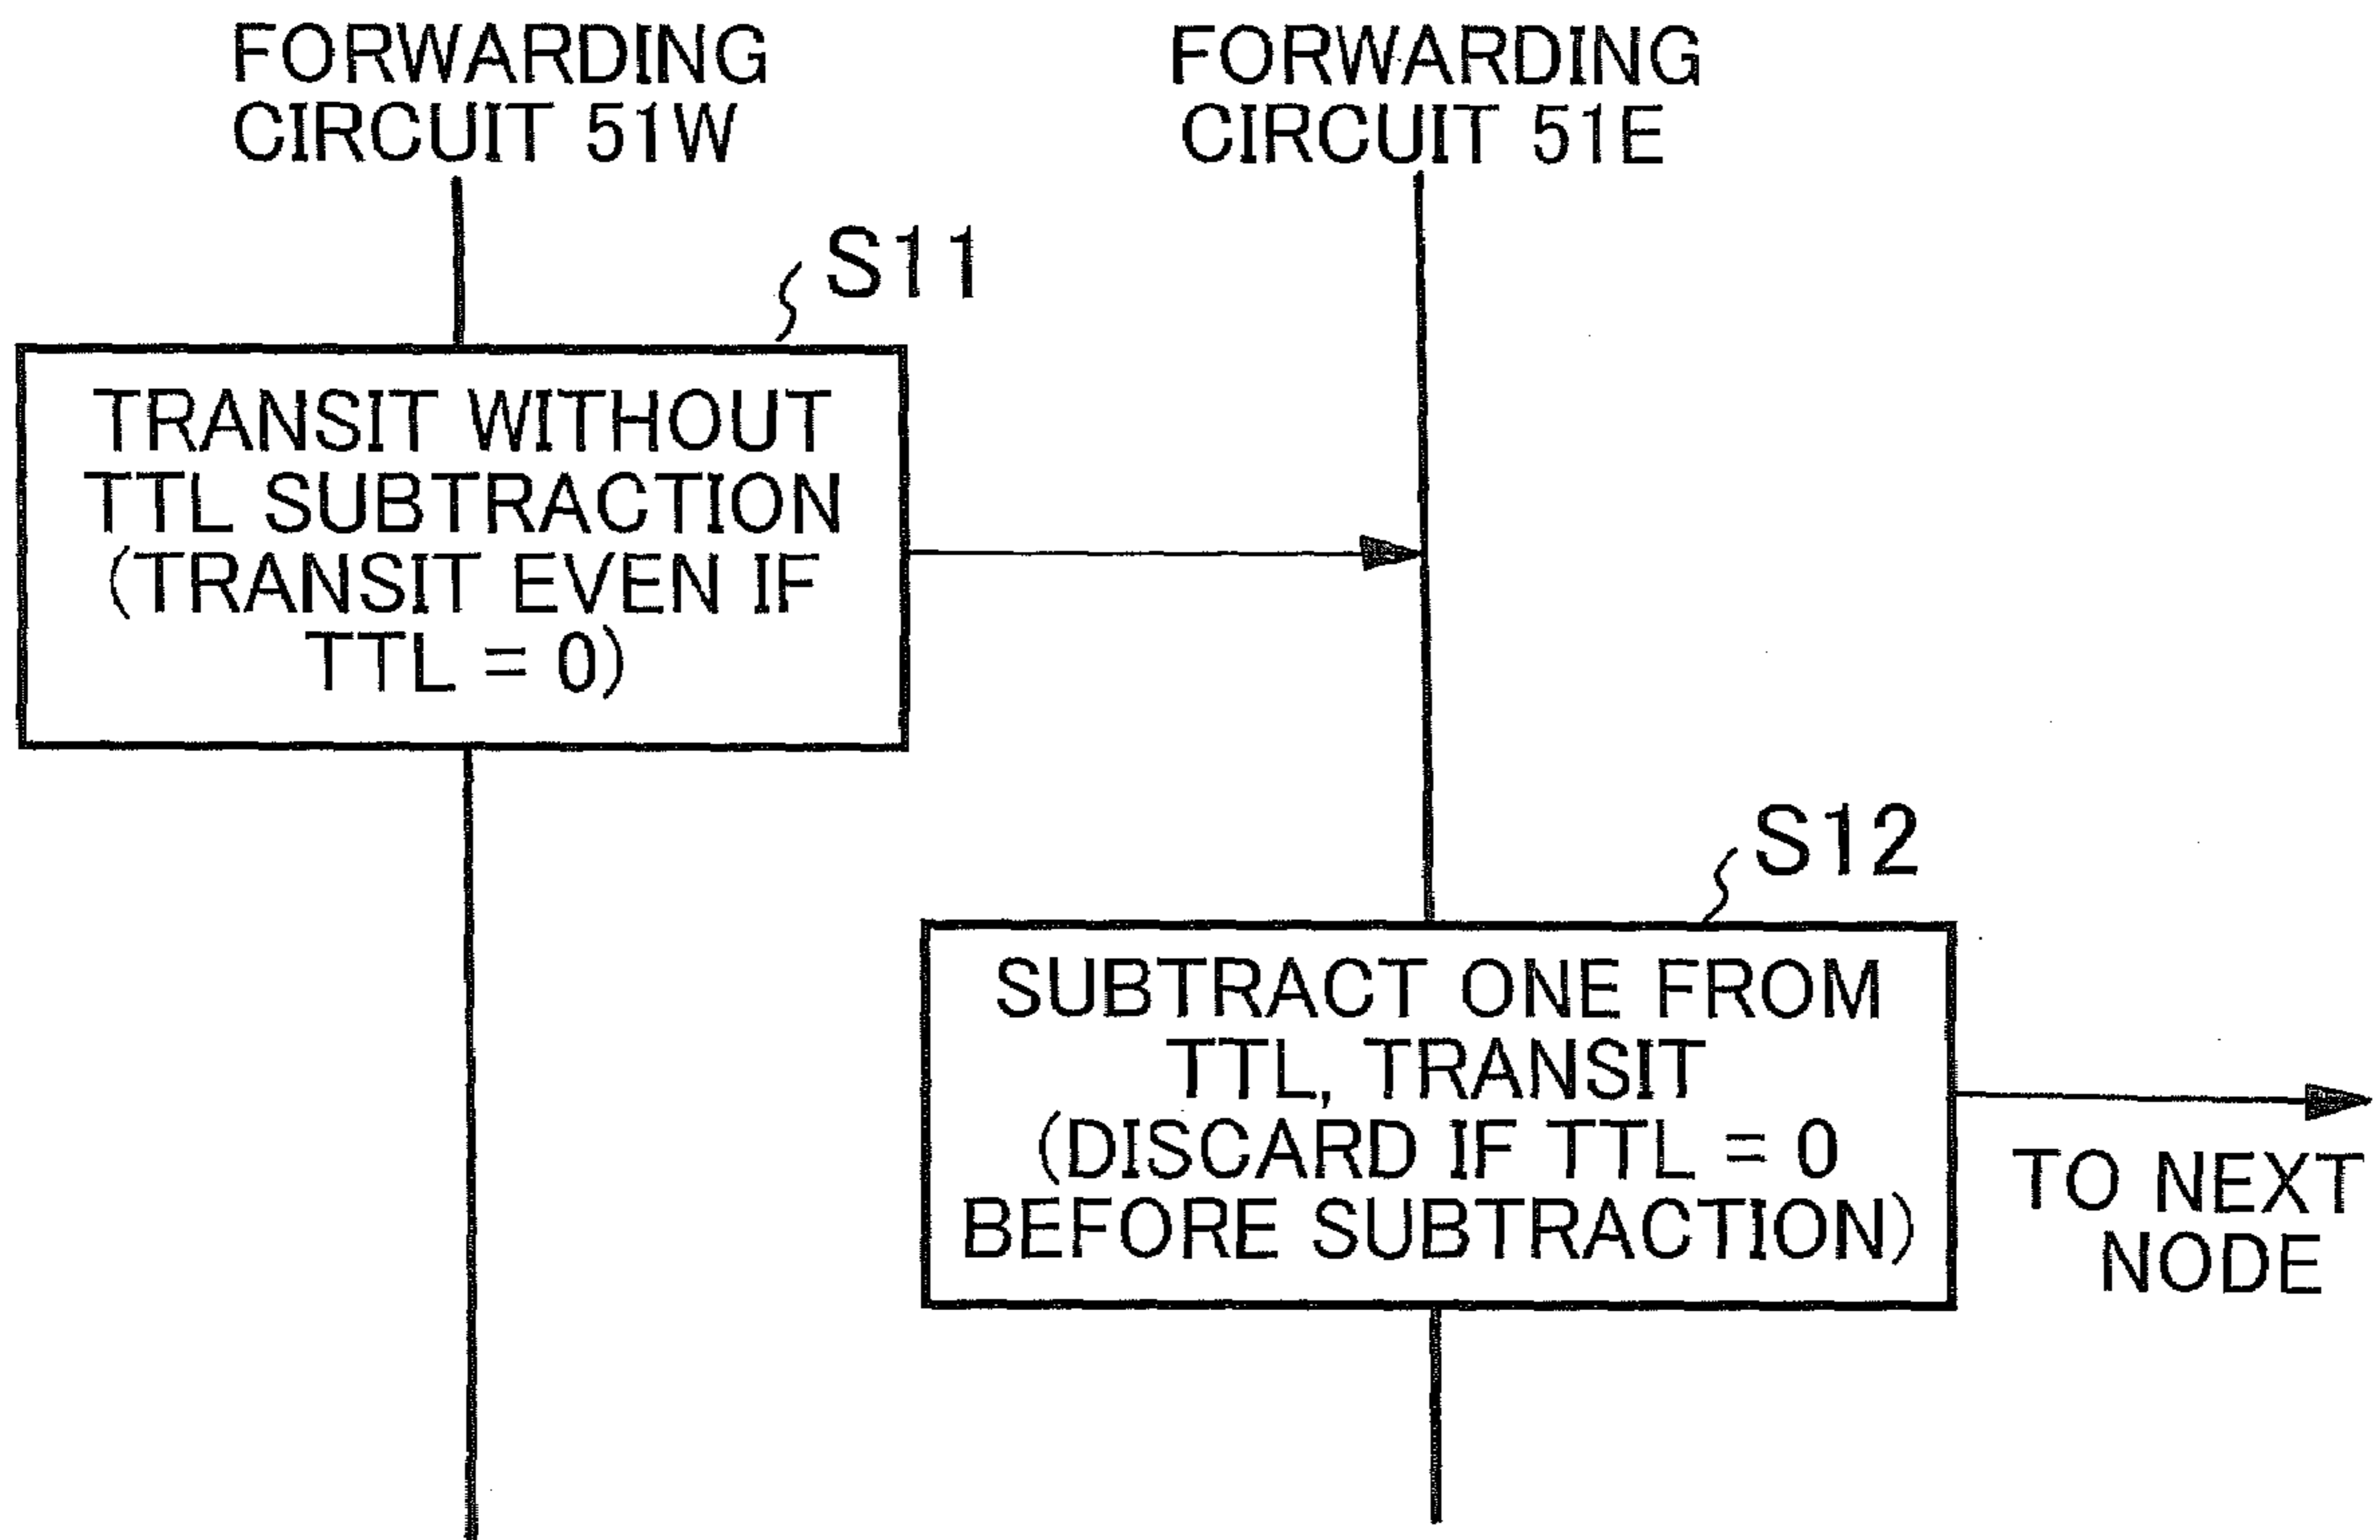 FORWARDING
CIRCUIT 51W
FORWARDING
CIRCUIT 51E
S11
TRANSIT WITHOUT
TTL SUBTRACTION
(TRANSIT EVEN IF
TTL = 0)
S12
SUBTRACT ONE FROM
TTL, TRANSIT
(DISCARD IF TTL = 0
BEFORE SUBTRACTION)
TO NEXT
NODE